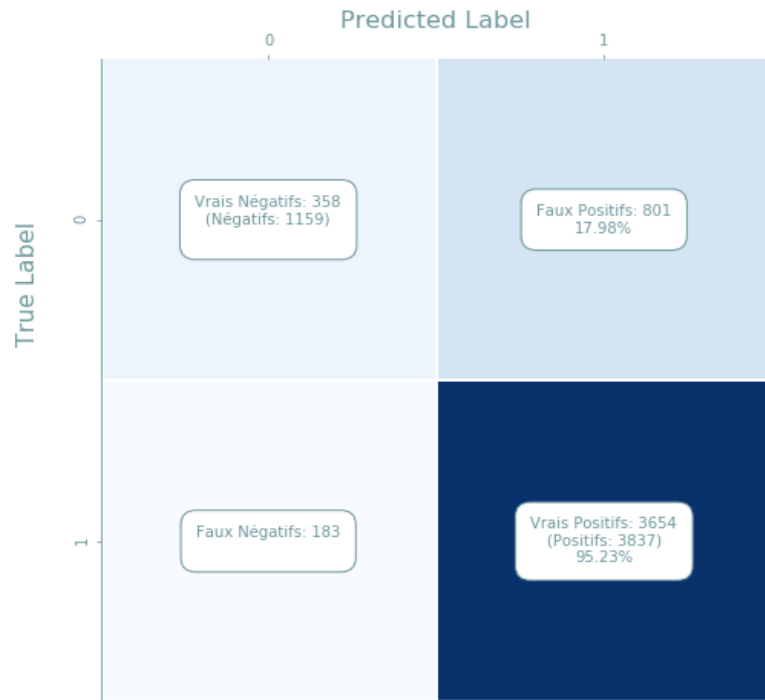 Predicted Label
0
1
True Label
0
Vrais Négatifs: 358
(Négatifs: 1159)
Faux Positifs: 801
17.98%
1
Faux Négatifs: 183
Vrais Positifs: 3654
(Positifs: 3837)
95.23%